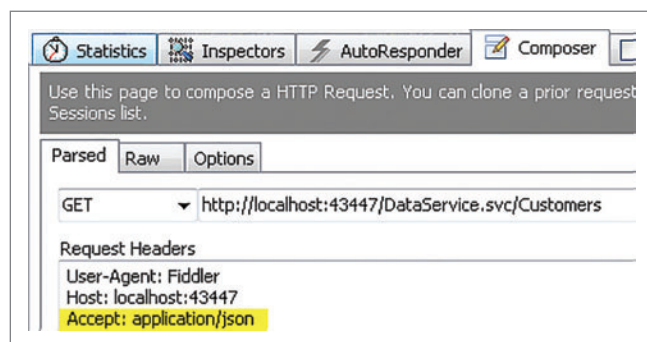 Statistics Inspectors AutoResponder Composer
Use this page to compose a HTTP Request. You can clone a prior request
Sessions list.
Parsed Raw Options
GET http://localhost:43447/DataService.svc/Customers
Request Headers
User-Agent: Fiddler
Host: localhost:43447
Accept: application/json